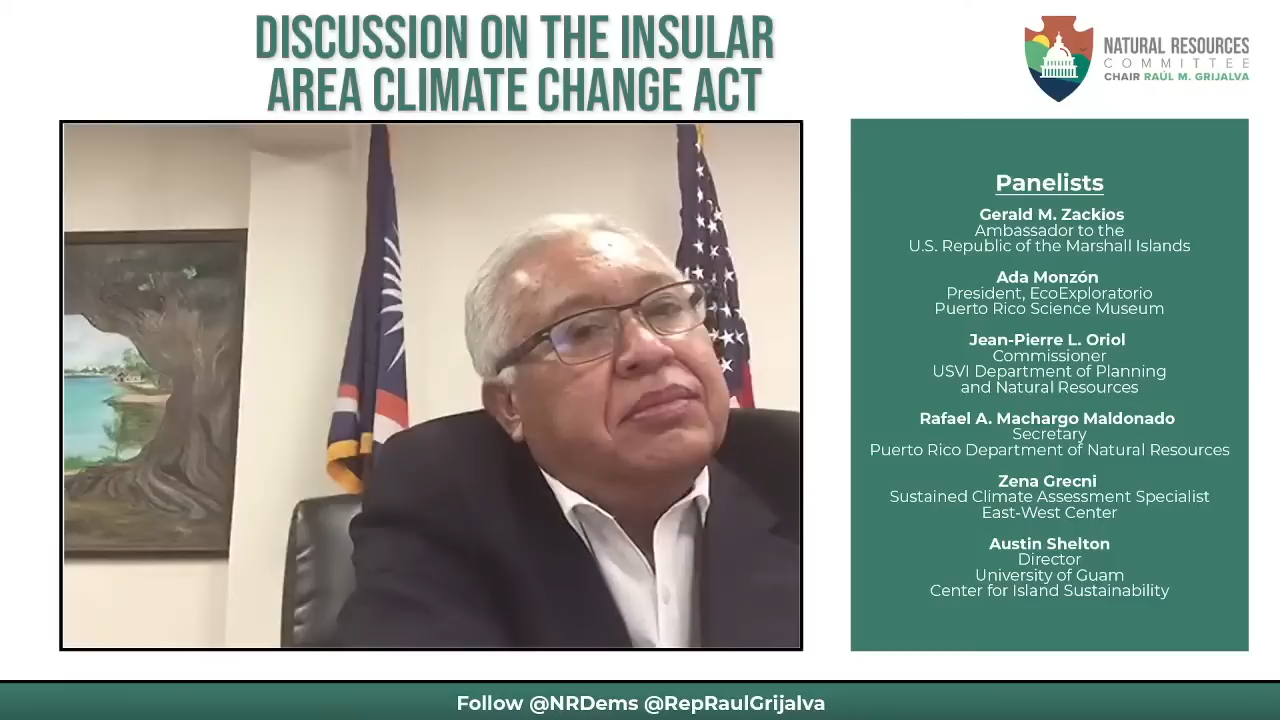 DISCUSSION ON THE INSULAR
AREA CLIMATE CHANGE ACT
NATURAL RESOURCES
COMMITTEE
CHAIR RAÚL M. GRIJALVA
Panelists
Gerald M. Zackios
Ambassador to the
U.S. Republic of the Marshall Islands
Ada Monzón
President, EcoExploratorio
Puerto Rico Science Museum
Jean-Pierre L. Oriol
Commissioner
USVI Department of Planning
and Natural Resources
Rafael A. Machargo Maldonado
Secretary
Puerto Rico Department of Natural Resources
Zena Grecni
Sustained Climate Assessment Specialist
East-West Center
Austin Shelton
Director
University of Guam
Center for Island Sustainability
Follow @NRDems @RepRaulGrijalva